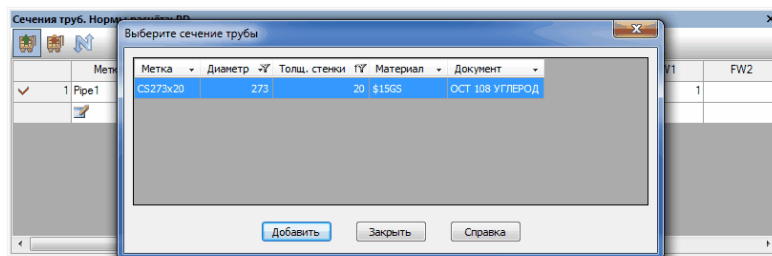 Сечения труб. Нормы расчёта: РД
Выберите сечение трубы
Метка Диаметр Толщ. стенки Материал Документ
CS273x20 273 20 $15GS ОСТ 108 УГЛЕРОД
FW2
1 Pipe1 1
Добавить Закрыть Справка